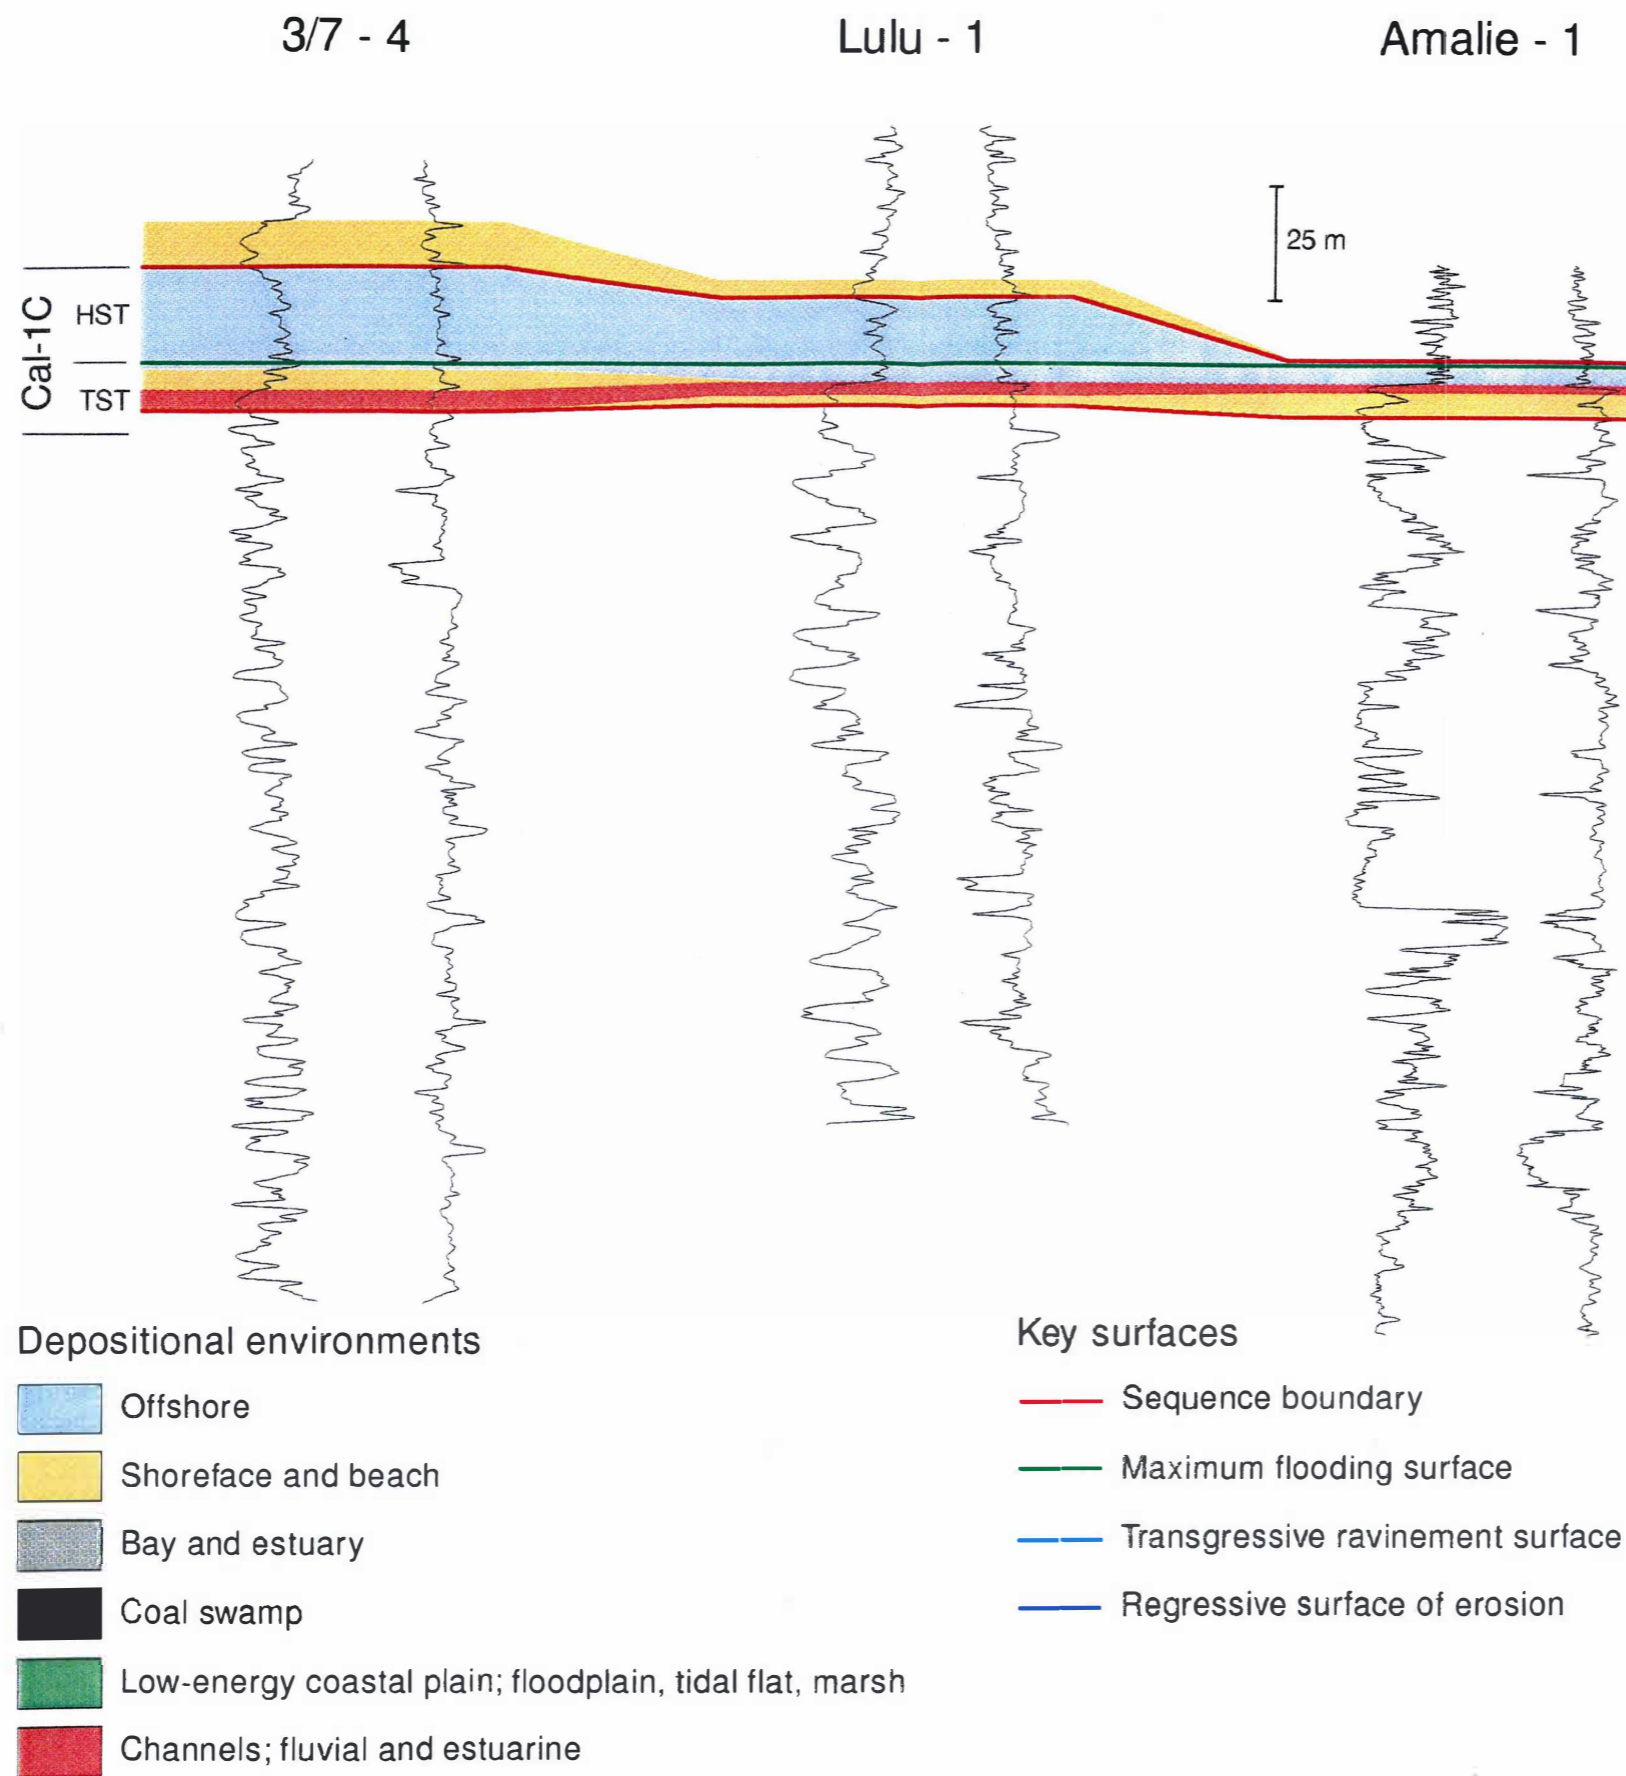 3/7 - 4
Lulu - 1
Amalie - 1
25 m
Cal-1C
HST
TST
Depositional environments
Offshore
Shoreface and beach
Bay and estuary
Coal swamp
Low-energy coastal plain; floodplain, tidal flat, marsh
Channels; fluvial and estuarine
Key surfaces
Sequence boundary
Maximum flooding surface
Transgressive ravinement surface
Regressive surface of erosion